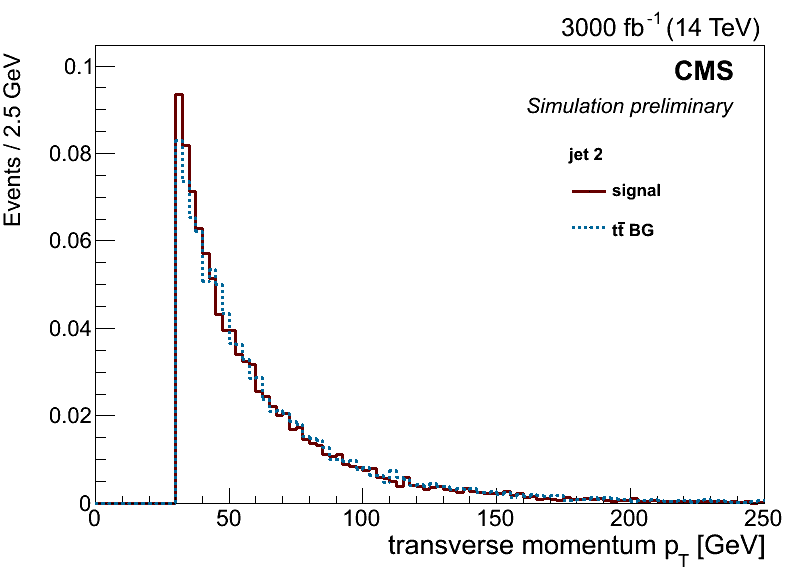 3000 fb⁻¹ (14 TeV)
CMS
Simulation preliminary
jet 2
signal
tt̄ BG
Events / 2.5 GeV
0.1
0.08
0.06
0.04
0.02
0
0 50 100 150 200 250
transverse momentum p_T [GeV]